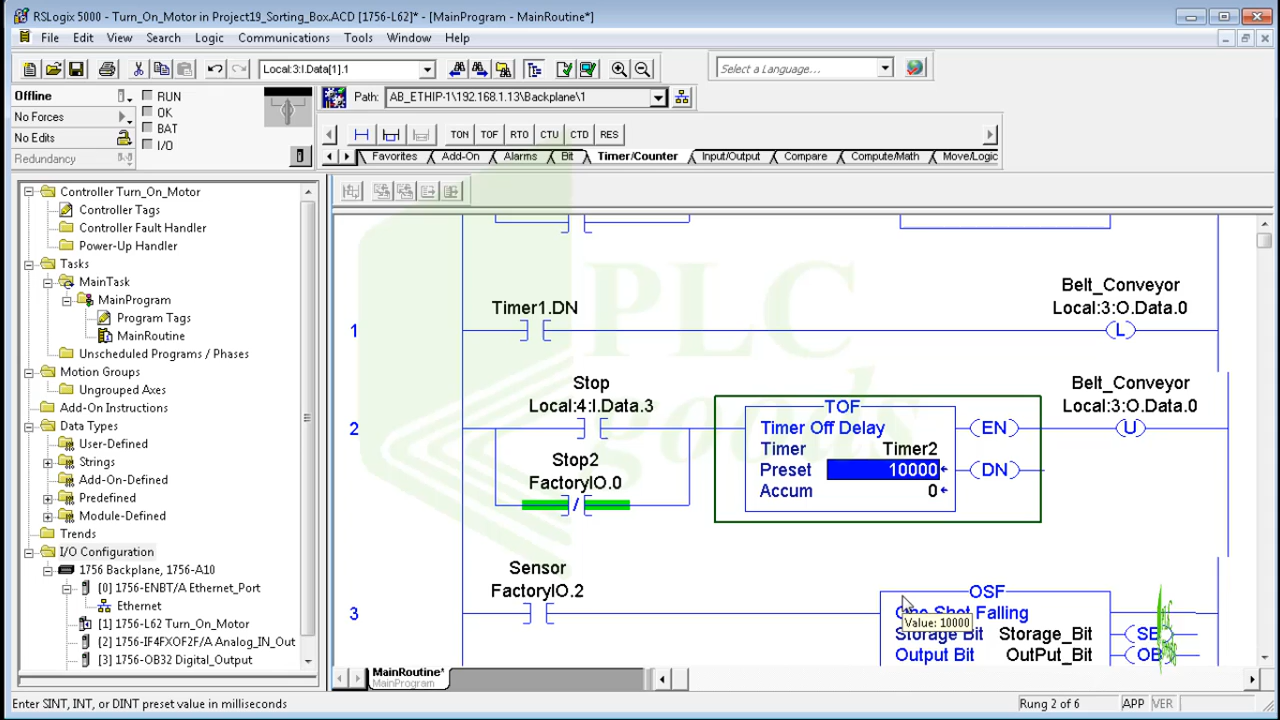 RSLogix 5000 - Turn_On_Motor in Project19_Sorting_Box.ACD [1756-L62]* - [MainProgram - MainRoutine*]
File Edit View Search Logic Communications Tools Window Help
Local:3:I.Data[1].1
Select a Language...
Offline
RUN
No Forces
OK
No Edits
BAT
Redundancy
I/O
Path: AB_ETHIP-1\192.168.1.13\Backplane\1
TON TOF RTO CTU CTD RES
Favorites Add-On Alarms Bit Timer/Counter Input/Output Compare Compute/Math Move/Logic
Controller Turn_On_Motor
Controller Tags
Controller Fault Handler
Power-Up Handler
Tasks
MainTask
MainProgram
Program Tags
MainRoutine
Unscheduled Programs / Phases
Motion Groups
Ungrouped Axes
Add-On Instructions
Data Types
User-Defined
Strings
Add-On-Defined
Predefined
Module-Defined
Trends
I/O Configuration
1756 Backplane, 1756-A10
[0] 1756-ENBT/A Ethernet_Port
Ethernet
[1] 1756-L62 Turn_On_Motor
[2] 1756-IF4FXOF2F/A Analog_IN_Out
[3] 1756-OB32 Digital_Output
PLC
goods
Timer1.DN
Belt_Conveyor
Local:3:O.Data.0
1
L
Stop
Local:4:I.Data.3
2
Stop2
FactoryIO.0
TOF
Timer Off Delay
Timer Timer2
Preset 10000
Accum 0
EN
DN
Belt_Conveyor
Local:3:O.Data.0
U
Sensor
FactoryIO.2
3
OSF
One Shot Falling
Value: 10000
Storage Bit Storage_Bit
Output Bit OutPut_Bit
SB
OB
MainRoutine*
MainProgram
Enter SINT, INT, or DINT preset value in milliseconds
Rung 2 of 6
APP
VER